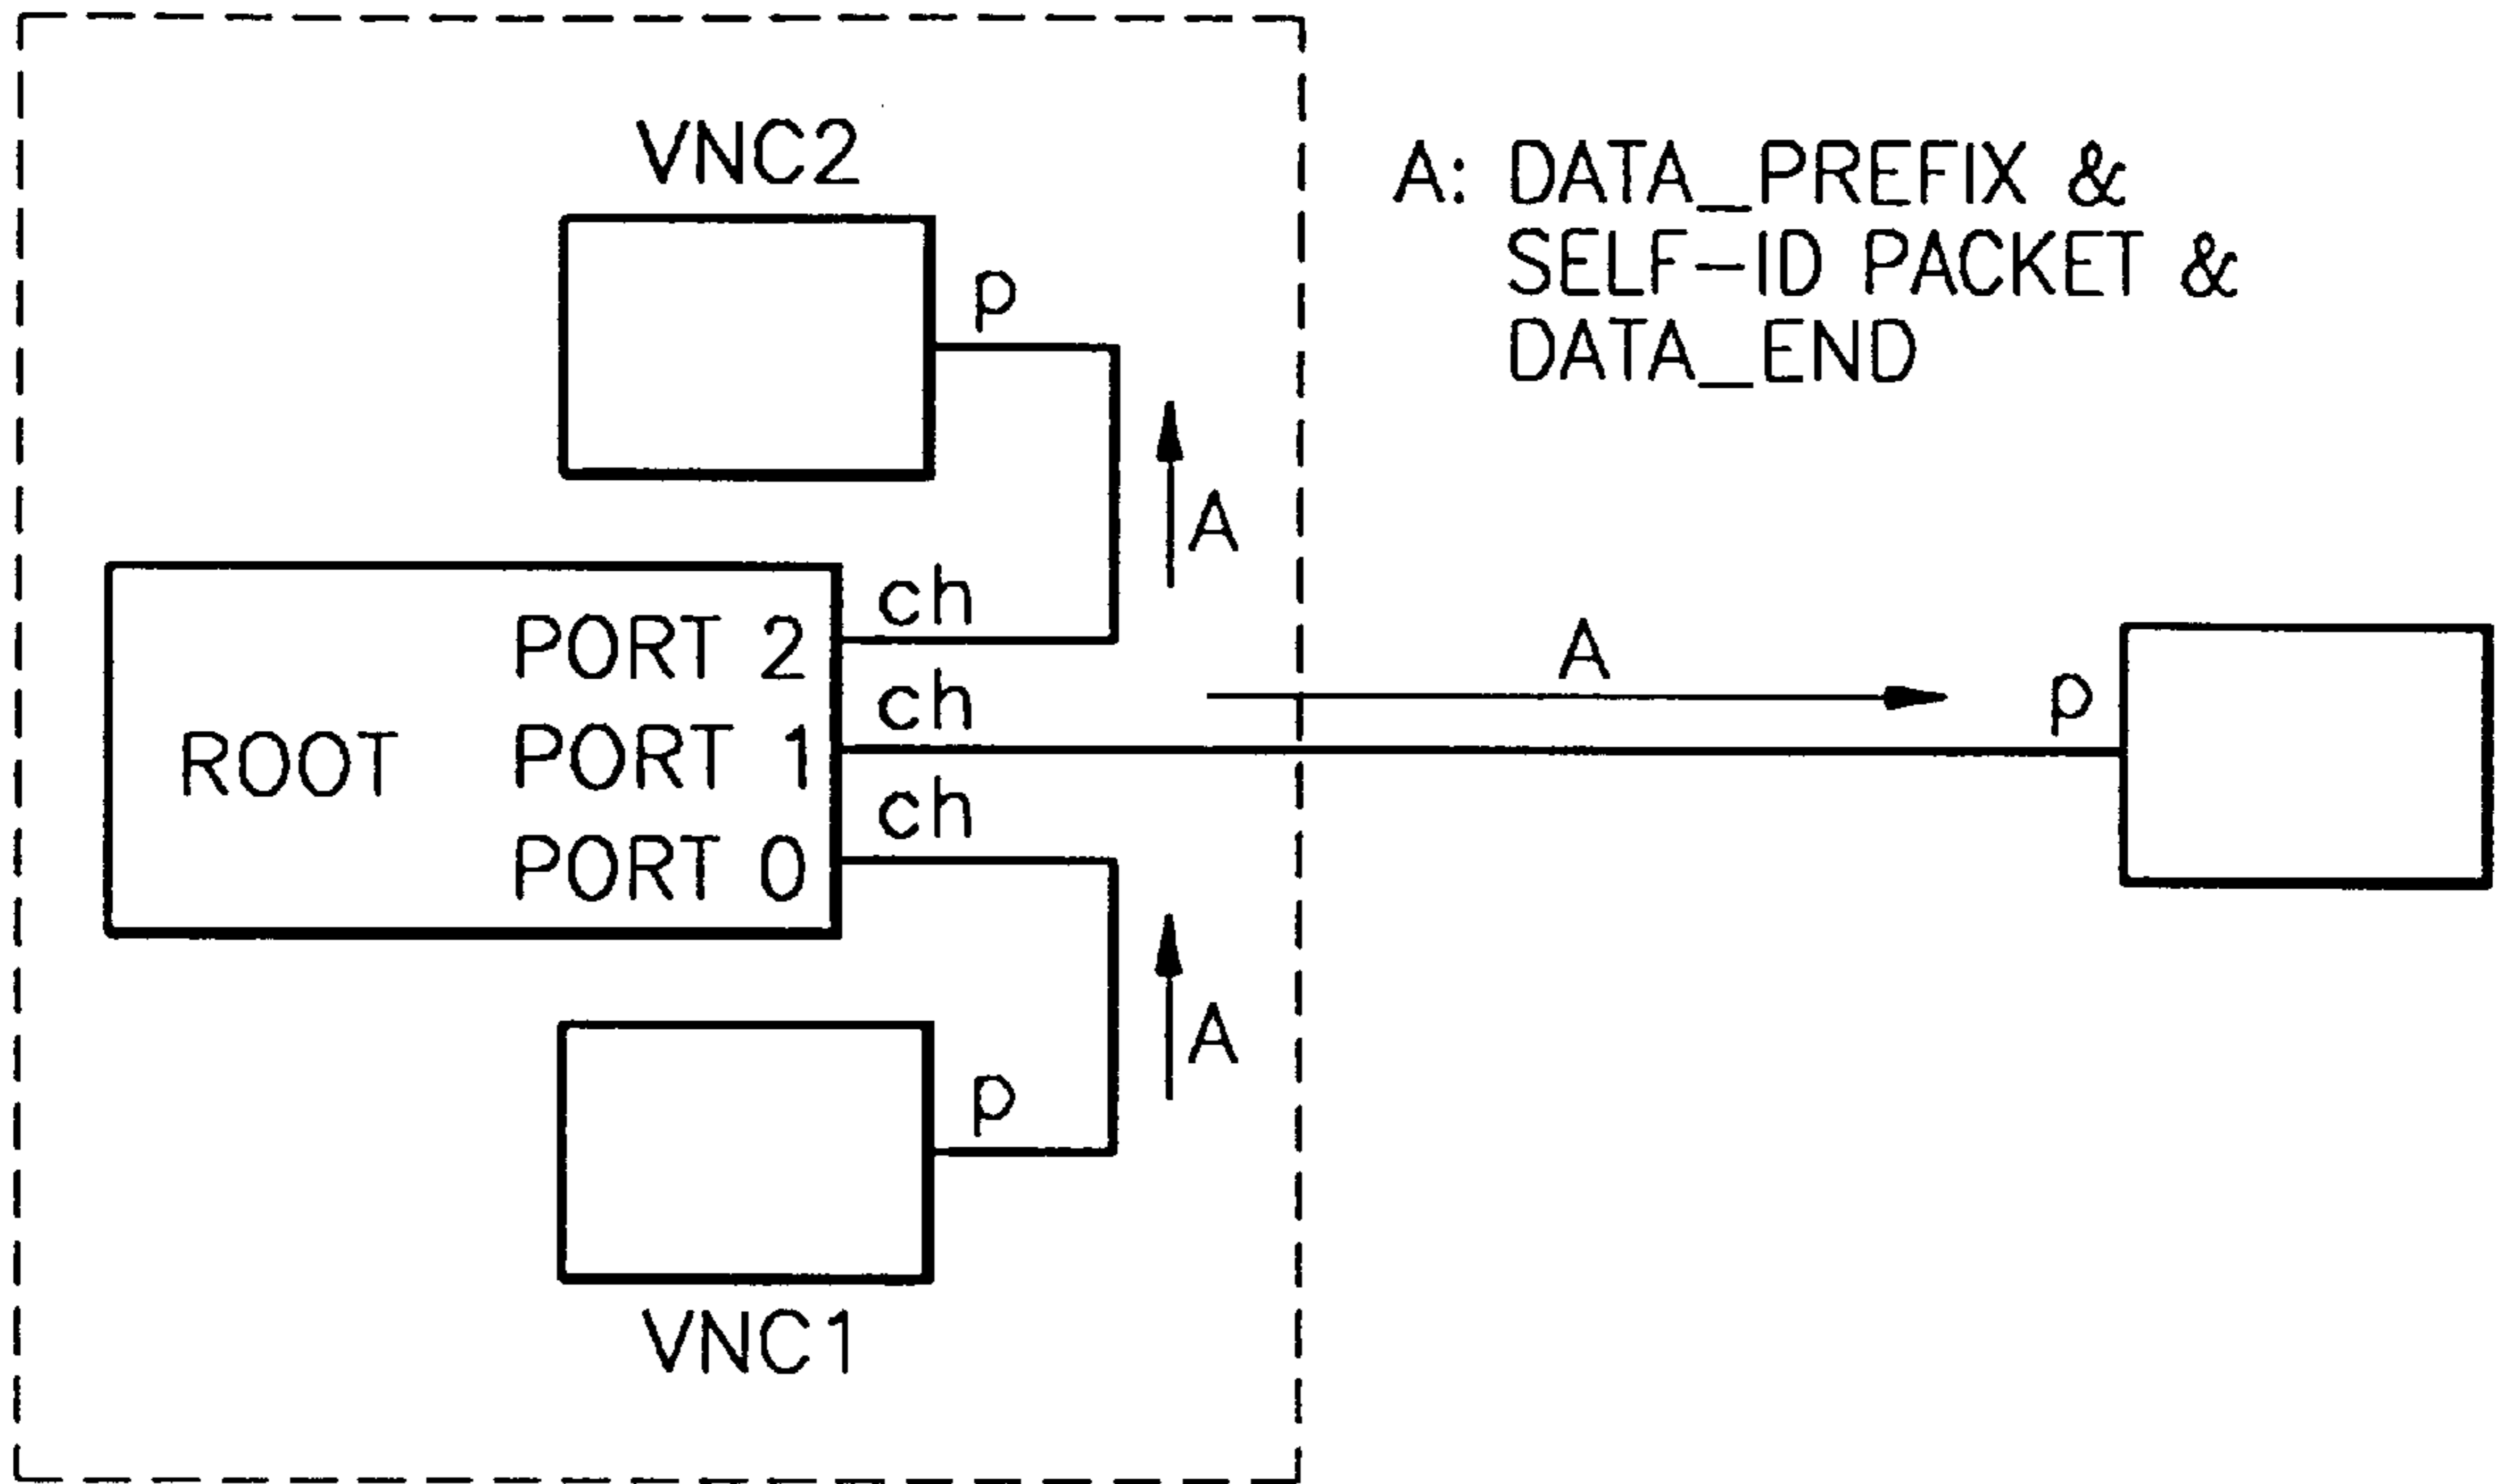 VNC2
A: DATA_PREFIX &
SELF-ID PACKET &
DATA_END
p
A
ch
PORT 2
A
ch
p
ROOT
PORT 1
ch
PORT 0
A
p
VNC1